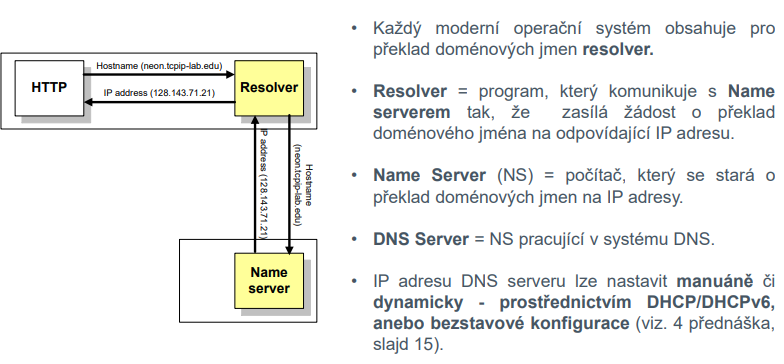 HTTP
Hostname (neon.tcpip-lab.edu)
IP address (128.143.71.21)
Resolver
IP address (128.143.71.21)
Hostname
(neon.tcpip-lab.edu)
Name
server
• Každý moderní operační systém obsahuje pro
překlad doménových jmen resolver.
• Resolver = program, který komunikuje s Name
serverem tak, že zasílá žádost o překlad
doménového jména na odpovídající IP adresu.
• Name Server (NS) = počítač, který se stará o
překlad doménových jmen na IP adresy.
• DNS Server = NS pracující v systému DNS.
• IP adresu DNS serveru lze nastavit manuáně či
dynamicky - prostřednictvím DHCP/DHCPv6,
anebo bezstavové konfigurace (viz. 4 přednáška,
slajd 15).